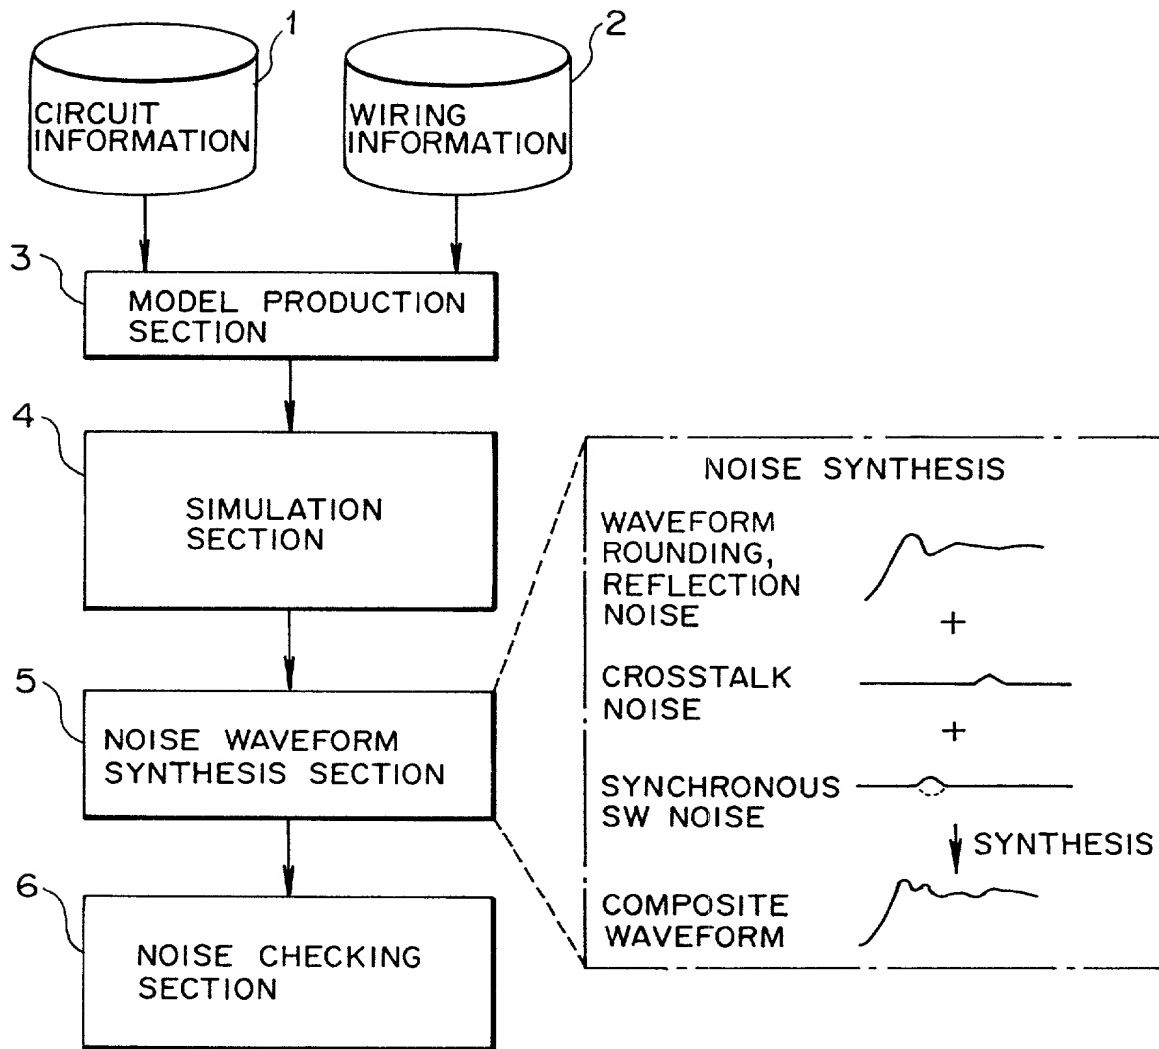 1
2
CIRCUIT
INFORMATION
WIRING
INFORMATION
3
MODEL PRODUCTION
SECTION
4
SIMULATION
SECTION
5
NOISE WAVEFORM
SYNTHESIS SECTION
6
NOISE CHECKING
SECTION
NOISE SYNTHESIS
WAVEFORM
ROUNDING,
REFLECTION
NOISE
+
CROSSTALK
NOISE
+
SYNCHRONOUS
SW NOISE
SYNTHESIS
COMPOSITE
WAVEFORM